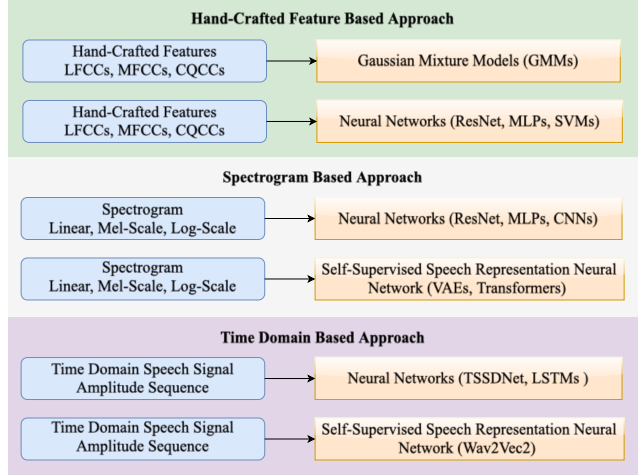 Hand-Crafted Feature Based Approach
Hand-Crafted Features
LFCCs, MFCCs, CQCCs
Gaussian Mixture Models (GMMs)
Hand-Crafted Features
LFCCs, MFCCs, CQCCs
Neural Networks (ResNet, MLPs, SVMs)
Spectrogram Based Approach
Spectrogram
Linear, Mel-Scale, Log-Scale
Neural Networks (ResNet, MLPs, CNNs)
Spectrogram
Linear, Mel-Scale, Log-Scale
Self-Supervised Speech Representation Neural
Network (VAEs, Transformers)
Time Domain Based Approach
Time Domain Speech Signal
Amplitude Sequence
Neural Networks (TSSDNet, LSTMs )
Time Domain Speech Signal
Amplitude Sequence
Self-Supervised Speech Representation Neural
Network (Wav2Vec2)